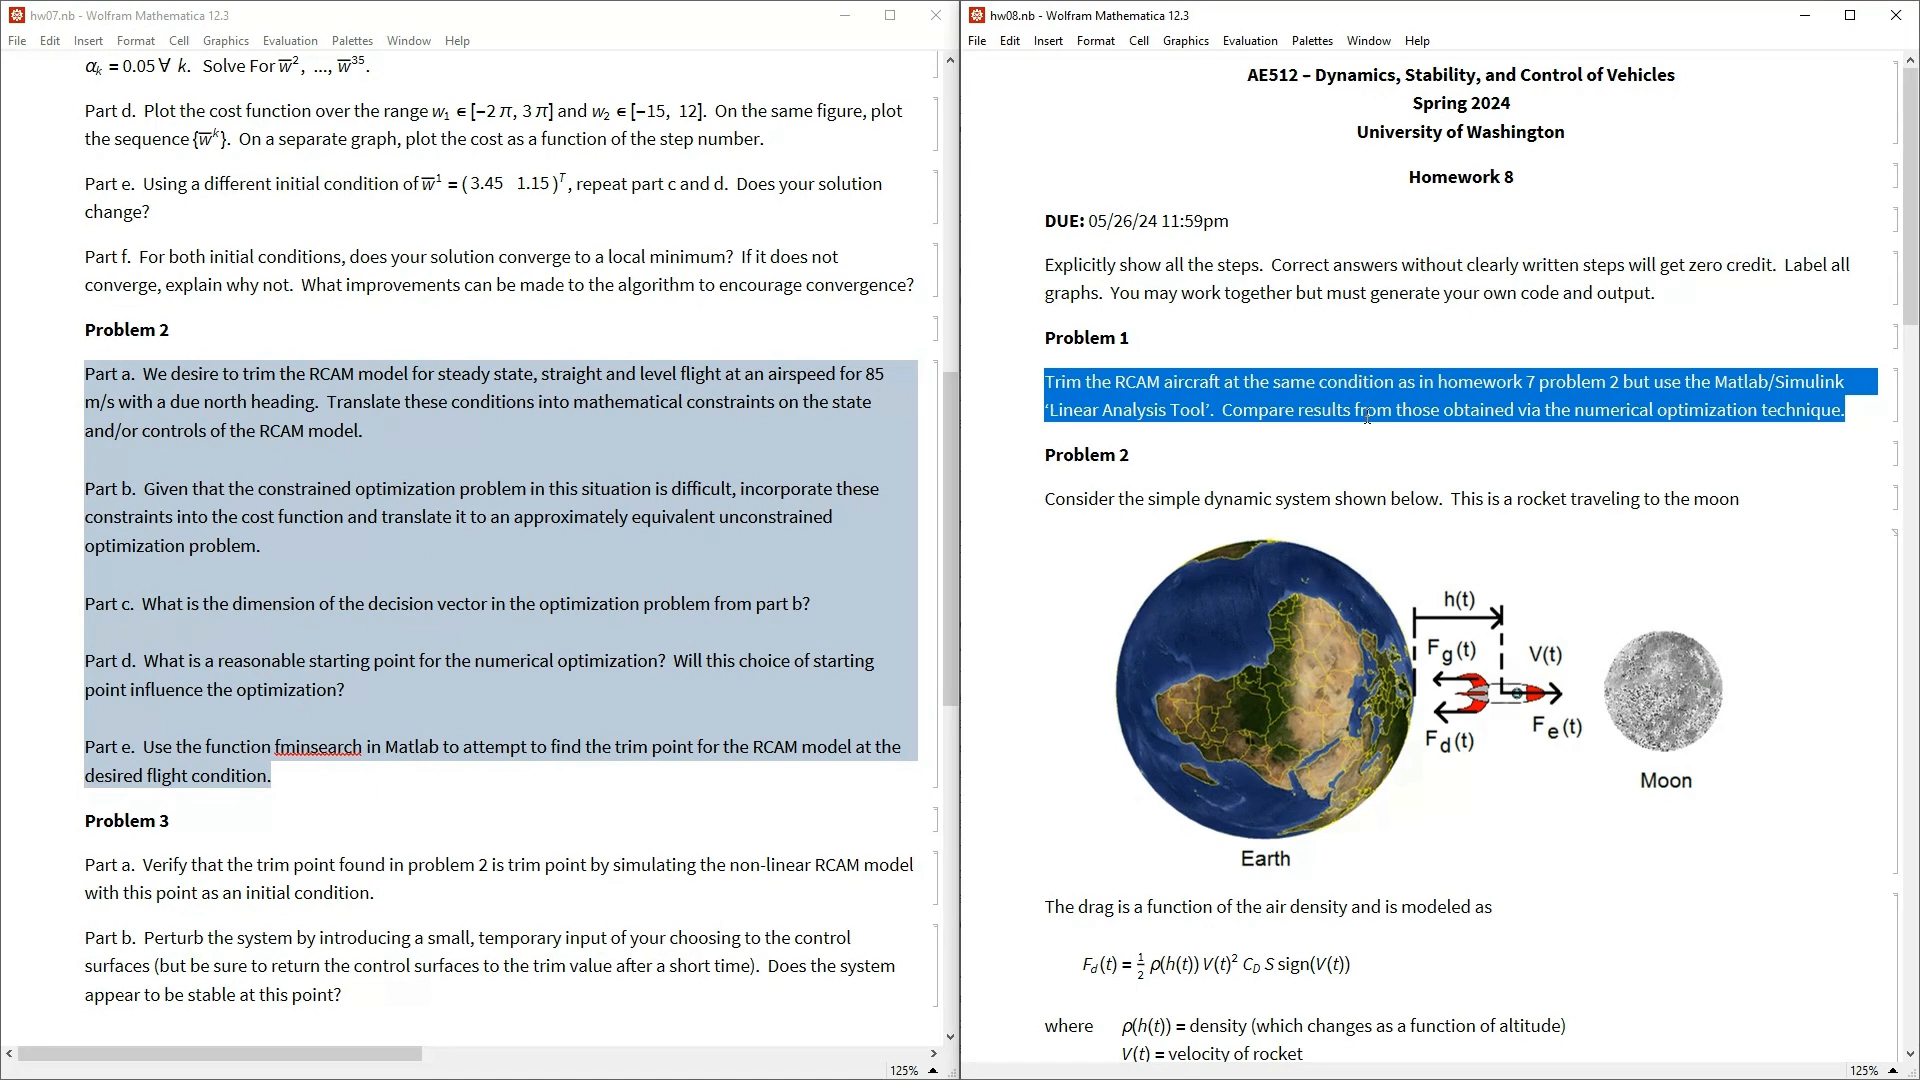 hw07.nb - Wolfram Mathematica 12.3
File Edit Insert Format Cell Graphics Evaluation Palettes Window Help
αₖ = 0.05 ∀ k. Solve For w̅², ..., w̅³⁵.
Part d. Plot the cost function over the range w₁ ∈ [−2 π, 3 π] and w₂ ∈ [−15, 12]. On the same figure, plot
the sequence {w̅ᵏ}. On a separate graph, plot the cost as a function of the step number.
Part e. Using a different initial condition of w̅¹ = (3.45 1.15)ᵀ, repeat part c and d. Does your solution
change?
Part f. For both initial conditions, does your solution converge to a local minimum? If it does not
converge, explain why not. What improvements can be made to the algorithm to encourage convergence?
Problem 2
Part a. We desire to trim the RCAM model for steady state, straight and level flight at an airspeed for 85
m/s with a due north heading. Translate these conditions into mathematical constraints on the state
and/or controls of the RCAM model.
Part b. Given that the constrained optimization problem in this situation is difficult, incorporate these
constraints into the cost function and translate it to an approximately equivalent unconstrained
optimization problem.
Part c. What is the dimension of the decision vector in the optimization problem from part b?
Part d. What is a reasonable starting point for the numerical optimization? Will this choice of starting
point influence the optimization?
Part e. Use the function fminsearch in Matlab to attempt to find the trim point for the RCAM model at the
desired flight condition.
Problem 3
Part a. Verify that the trim point found in problem 2 is trim point by simulating the non-linear RCAM model
with this point as an initial condition.
Part b. Perturb the system by introducing a small, temporary input of your choosing to the control
surfaces (but be sure to return the control surfaces to the trim value after a short time). Does the system
appear to be stable at this point?
125%
hw08.nb - Wolfram Mathematica 12.3
File Edit Insert Format Cell Graphics Evaluation Palettes Window Help
AE512 – Dynamics, Stability, and Control of Vehicles
Spring 2024
University of Washington
Homework 8
DUE: 05/26/24 11:59pm
Explicitly show all the steps. Correct answers without clearly written steps will get zero credit. Label all
graphs. You may work together but must generate your own code and output.
Problem 1
Trim the RCAM aircraft at the same condition as in homework 7 problem 2 but use the Matlab/Simulink
‘Linear Analysis Tool’. Compare results from those obtained via the numerical optimization technique.
Problem 2
Consider the simple dynamic system shown below. This is a rocket traveling to the moon
h(t)
F_g(t)
V(t)
F_e(t)
F_d(t)
Moon
Earth
The drag is a function of the air density and is modeled as
F_d(t) = ½ ρ(h(t)) V(t)² C_D S sign(V(t))
where ρ(h(t)) = density (which changes as a function of altitude)
V(t) = velocity of rocket
125%